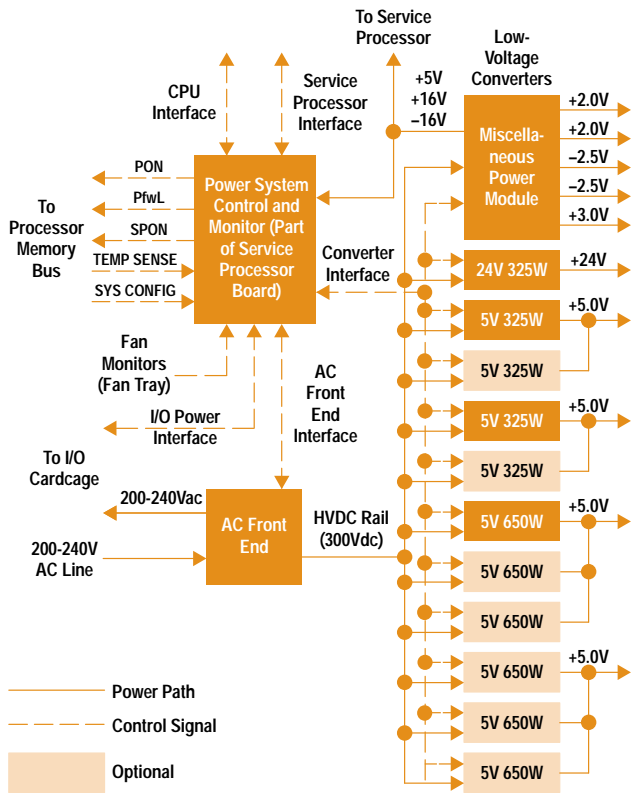 To Service
Processor
Low-
Voltage
Converters
+5V
+16V
–16V
CPU
Interface
Service
Processor
Interface
Miscella-
neous
Power
Module
+2.0V
+2.0V
–2.5V
–2.5V
+3.0V
To
Processor
Memory
Bus
PON
PfwL
SPON
TEMP SENSE
SYS CONFIG
Power System
Control and
Monitor (Part
of Service
Processor
Board)
Converter
Interface
24V 325W
+24V
5V 325W
+5.0V
5V 325W
Fan
Monitors
(Fan Tray)
AC
Front
End
Interface
I/O Power
Interface
5V 325W
+5.0V
5V 325W
To I/O
Cardcage
200-240Vac
200-240V
AC Line
AC Front
End
HVDC Rail
(300Vdc)
5V 650W
+5.0V
5V 650W
5V 650W
5V 650W
+5.0V
5V 650W
5V 650W
Power Path
Control Signal
Optional